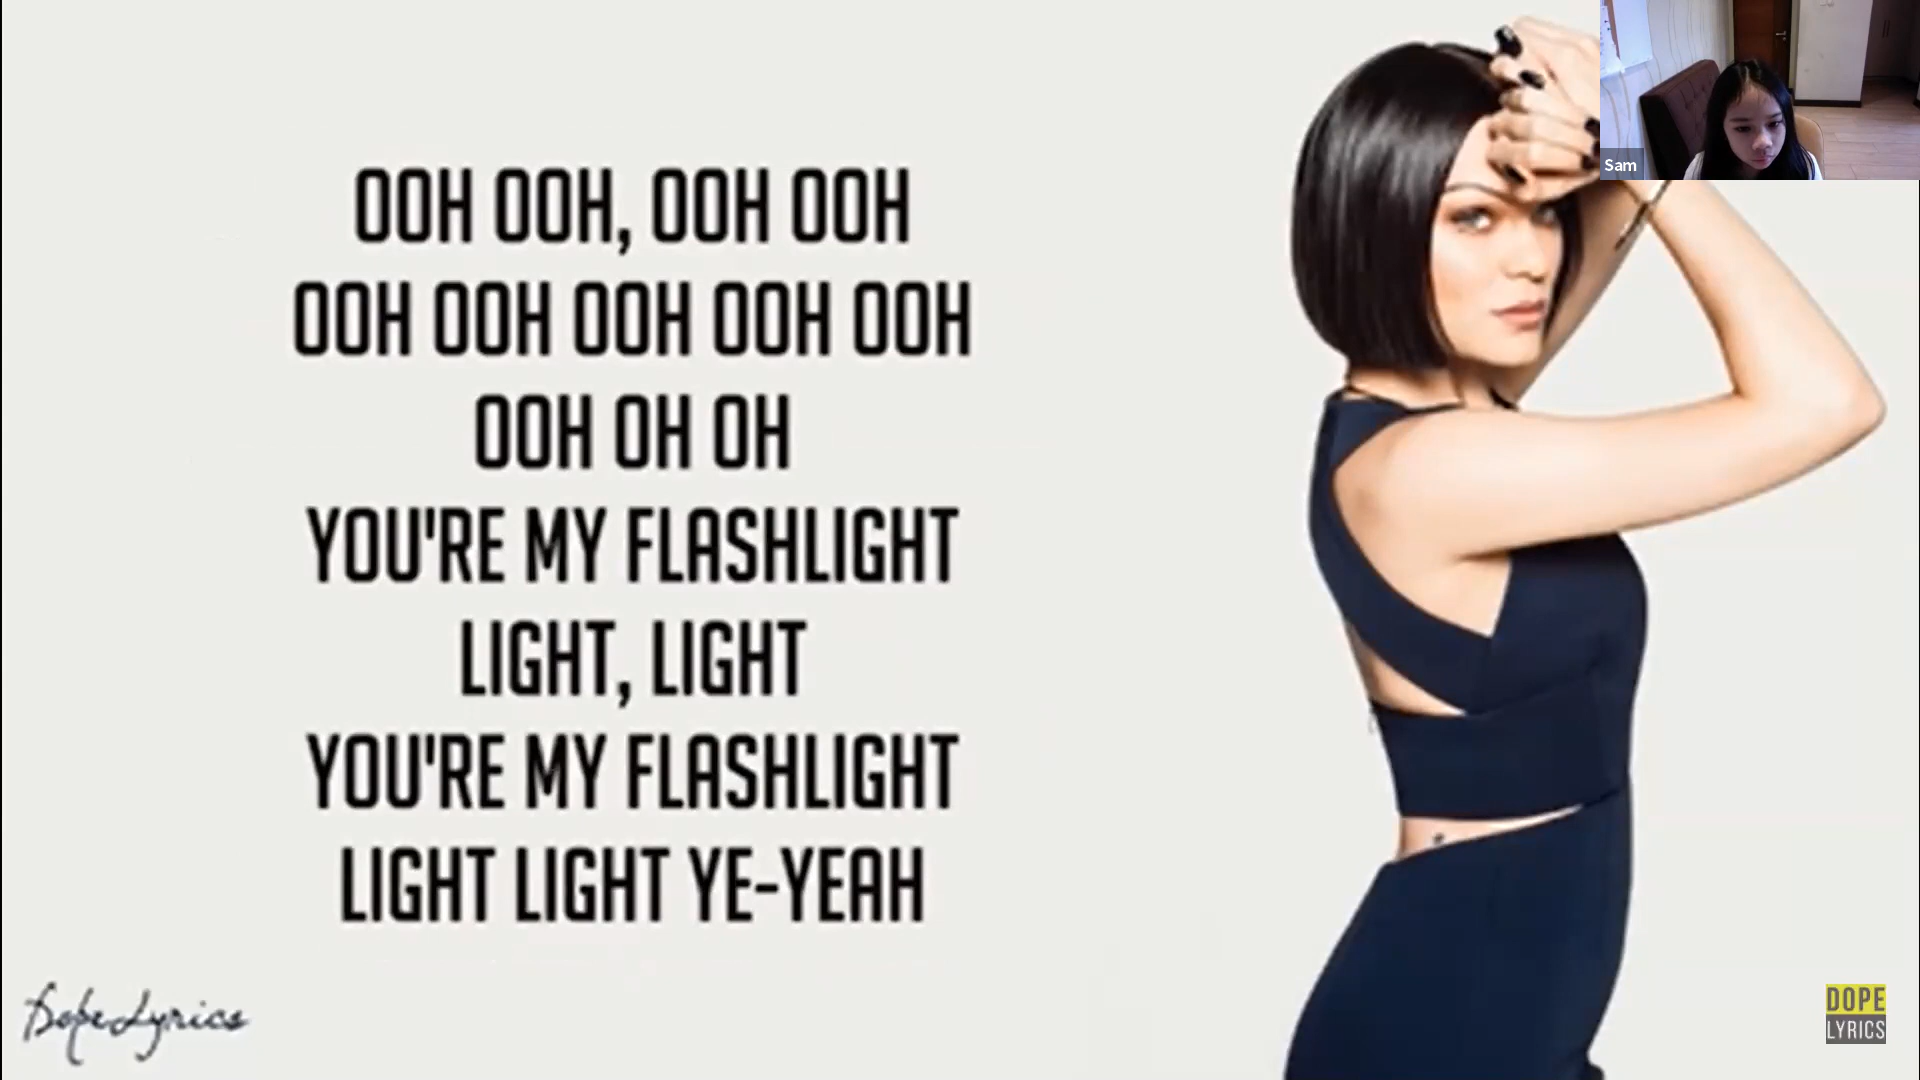 OOH OOH, OOH OOH
OOH OOH OOH OOH OOH
OOH OH OH
YOU'RE MY FLASHLIGHT
LIGHT, LIGHT
YOU'RE MY FLASHLIGHT
LIGHT LIGHT YE-YEAH
Sam
DopeLyrics
DOPE
LYRICS